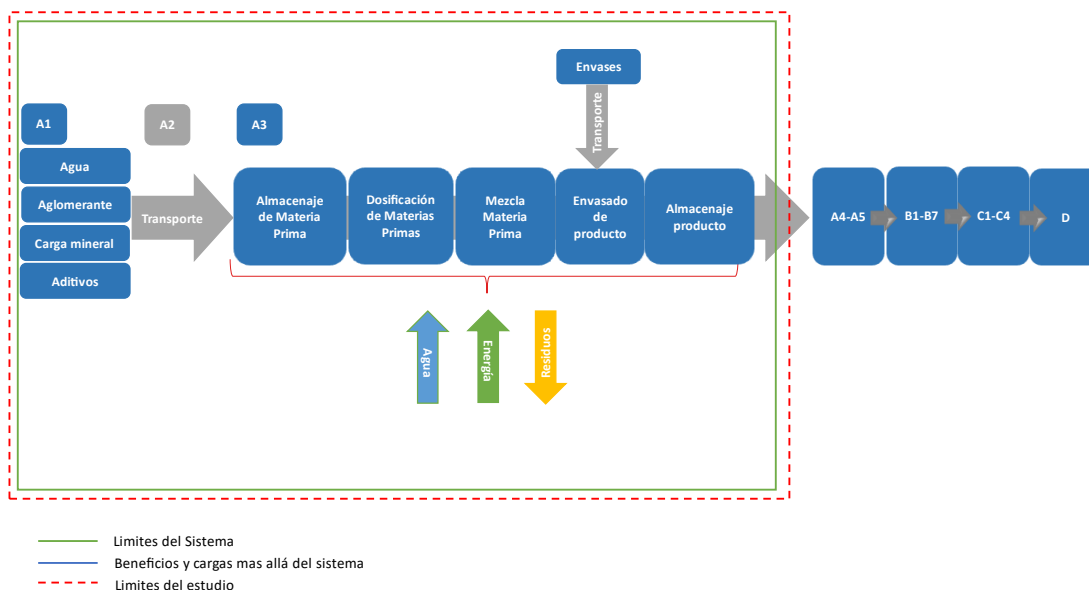 Envases
Transporte
A1
A2
A3
Agua
Aglomerante
Carga mineral
Aditivos
Transporte
Almacenaje
de Materia
Prima
Dosificación
de Materias
Primas
Mezcla
Materia
Prima
Envasado
de
producto
Almacenaje
producto
A4-A5
B1-B7
C1-C4
D
Agua
Energía
Residuos
Limites del Sistema
Beneficios y cargas mas allá del sistema
Limites del estudio